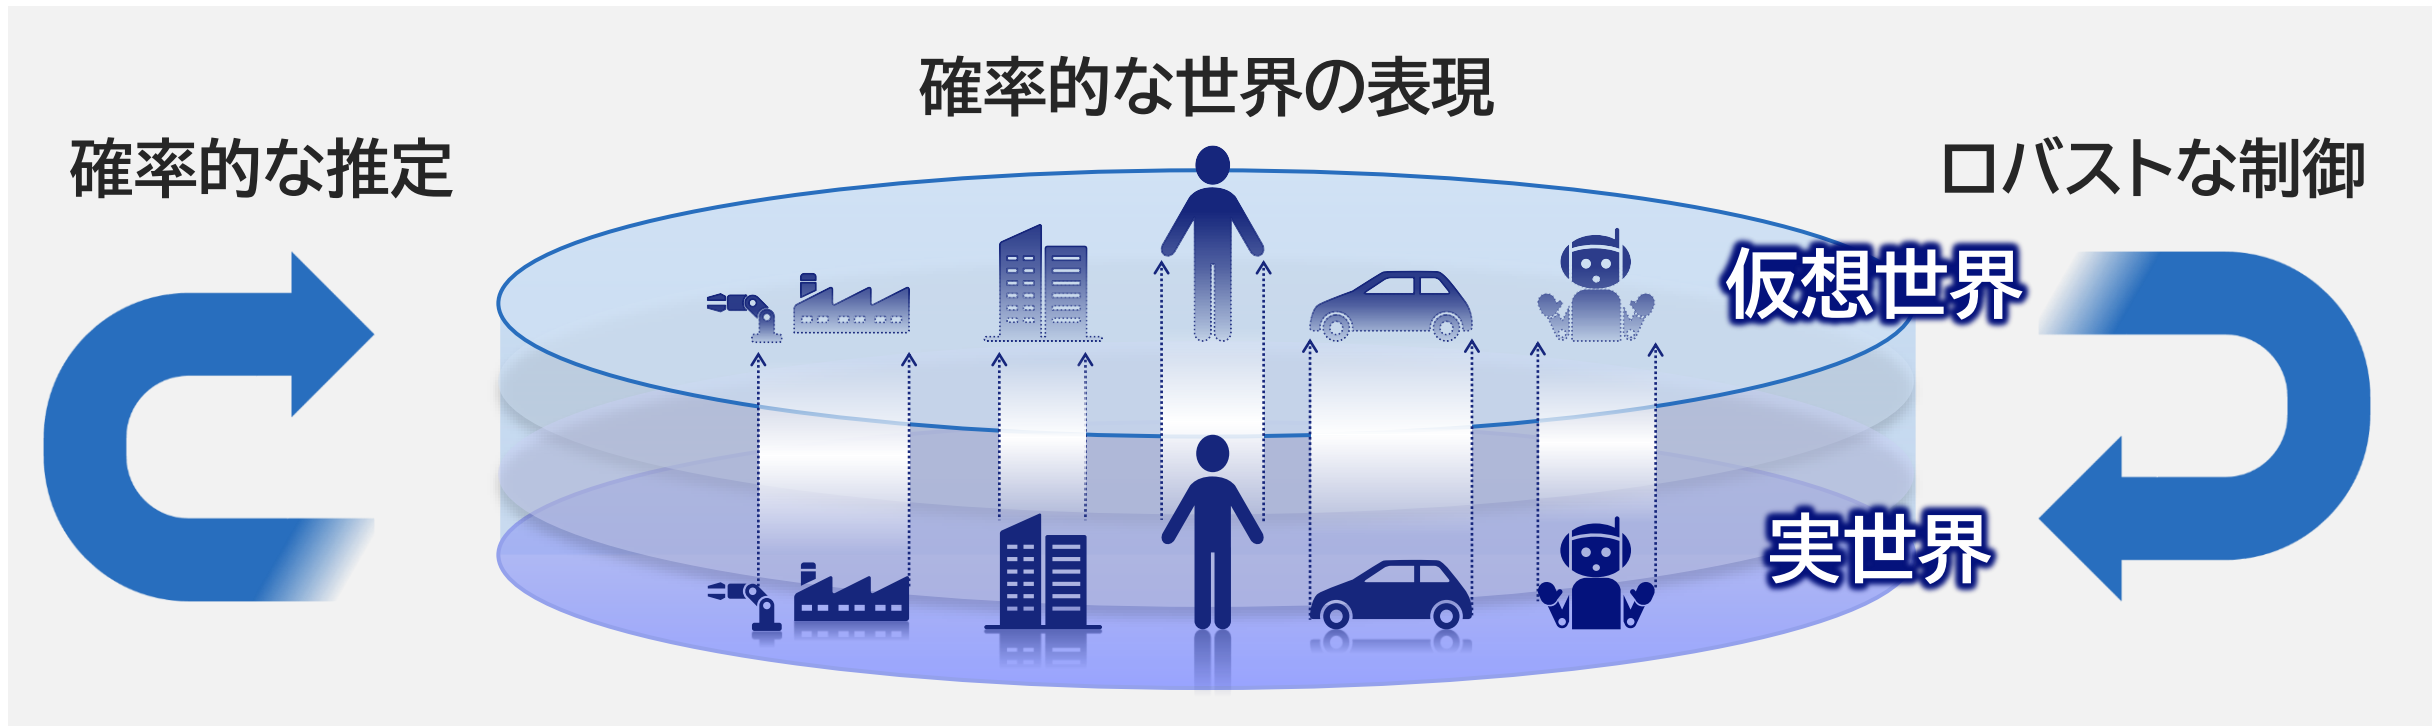 確率的な世界の表現
確率的な推定
ロバストな制御
仮想世界
実世界